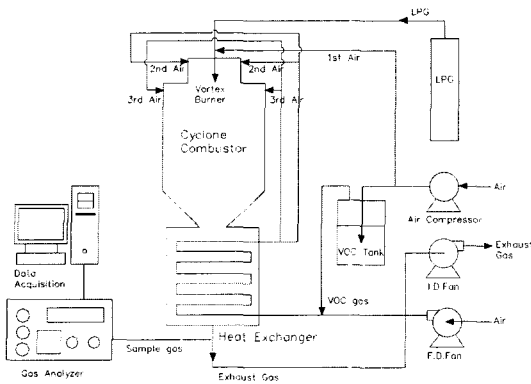 LPG
1st Air
2nd Air
2nd Air
LPG
3rd Air
Vortex
Burner
3rd Air
Cyclone
Combustor
Air
Air Compressor
VOC Tank
Exhaust
Gas
I.D.Fan
Data
Acquisition
VOC gas
Air
Heat Exchanger
F.D.Fan
Sample gas
Gas Analyzer
Exhaust Gas